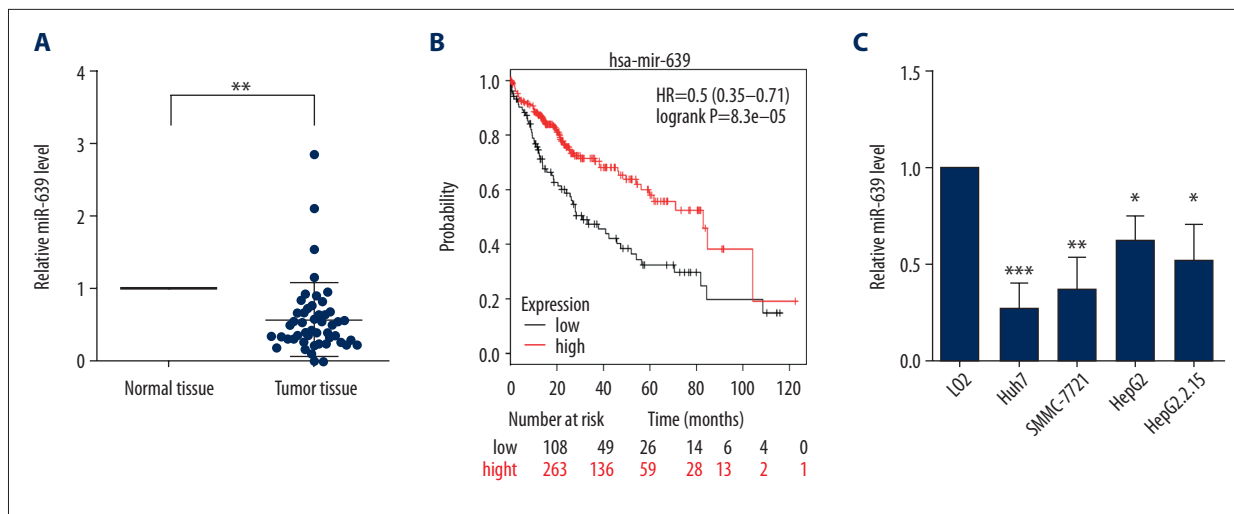 A
Relative miR-639 level
4
3
2
1
0
**
Normal tissue
Tumor tissue
B
hsa-mir-639
Probability
1.0
0.8
0.6
0.4
0.2
0.0
HR=0.5 (0.35–0.71)
logrank P=8.3e–05
Expression
low
high
0 20 40 60 80 100 120
Number at risk Time (months)
low 108 49 26 14 6 4 0
hight 263 136 59 28 13 2 1
C
Relative miR-639 level
1.5
1.0
0.5
0.0
***
**
*
*
LO2
Huh7
SMMC-7721
HepG2
HepG2.2.15